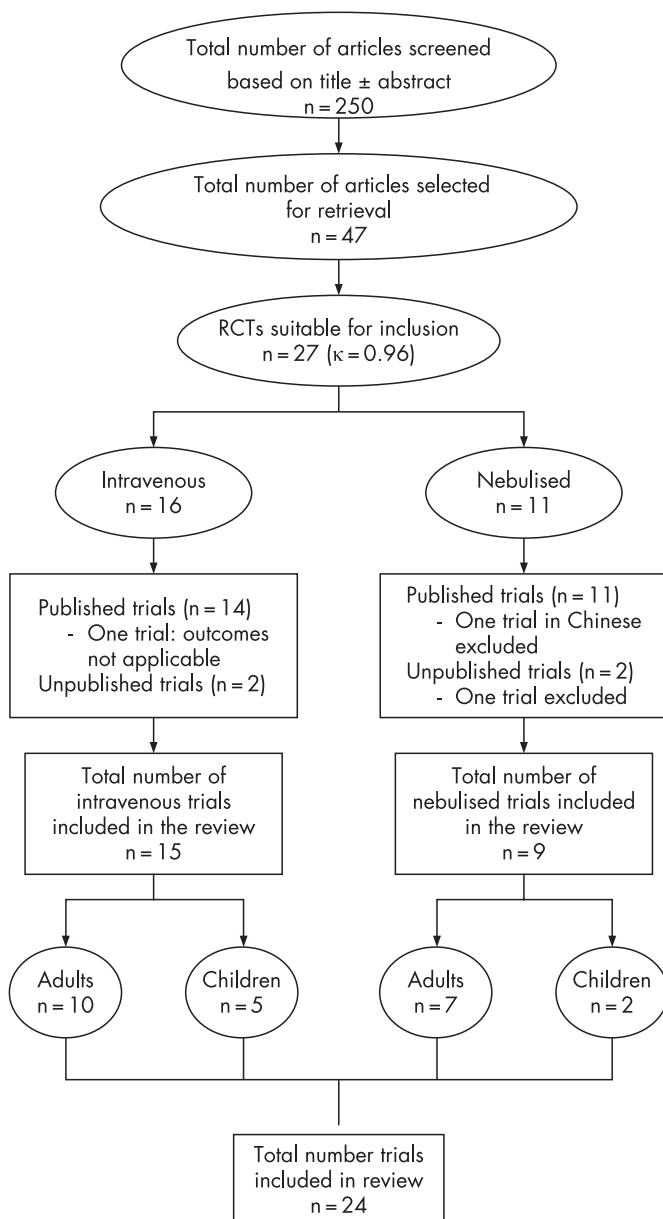 Total number of articles screened
based on title ± abstract
n = 250
Total number of articles selected
for retrieval
n = 47
RCTs suitable for inclusion
n = 27 (κ = 0.96)
Intravenous
n = 16
Nebulised
n = 11
Published trials (n = 14)
- One trial: outcomes
not applicable
Unpublished trials (n = 2)
Published trials (n = 11)
- One trial in Chinese
excluded
Unpublished trials (n = 2)
- One trial excluded
Total number of
intravenous trials
included in the review
n = 15
Total number of
nebulised trials included
in the review
n = 9
Adults
n = 10
Children
n = 5
Adults
n = 7
Children
n = 2
Total number trials
included in review
n = 24